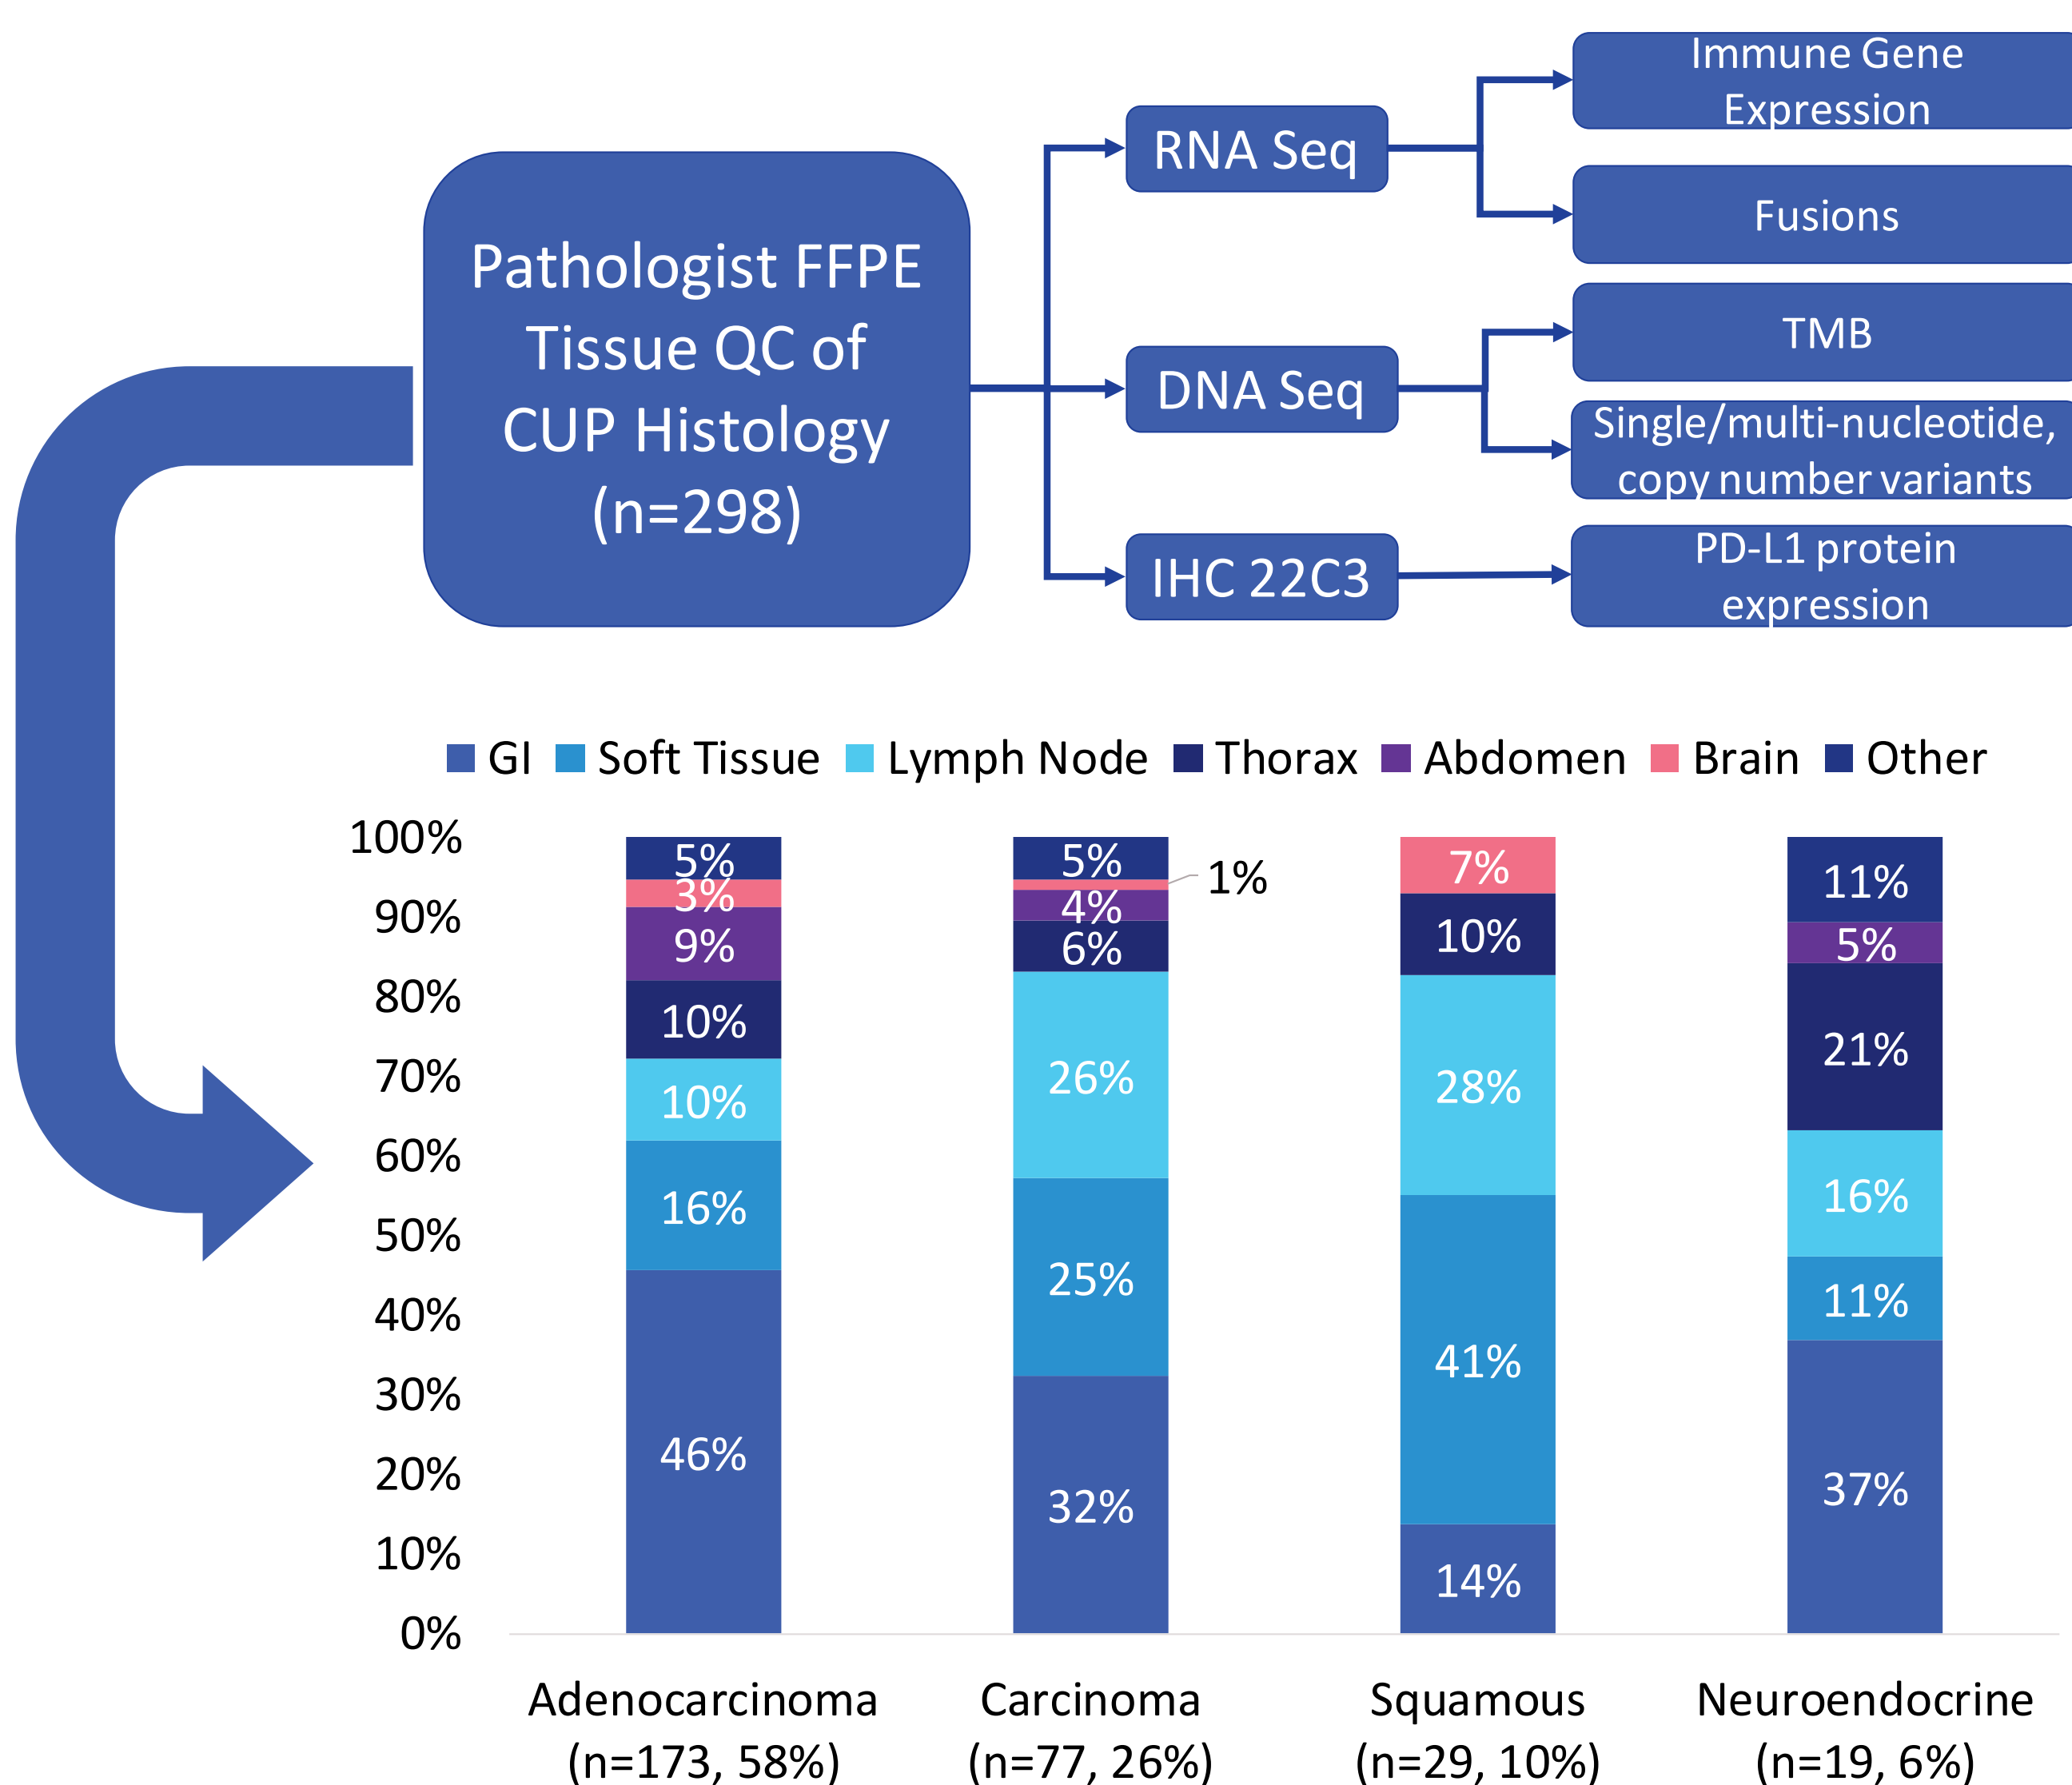 Pathologist FFPE
Tissue QC of
CUP Histology
(n=298)
RNA Seq
DNA Seq
IHC 22C3
Immune Gene
Expression
Fusions
TMB
Single/multi-nucleotide,
copy number variants
PD-L1 protein
expression
GI Soft Tissue Lymph Node Thorax Abdomen Brain Other
100%
90%
80%
70%
60%
50%
40%
30%
20%
10%
0%
5%
3%
9%
10%
10%
16%
46%
5%
1%
4%
6%
26%
25%
32%
7%
10%
28%
41%
14%
11%
5%
21%
16%
11%
37%
Adenocarcinoma
(n=173, 58%)
Carcinoma
(n=77, 26%)
Squamous
(n=29, 10%)
Neuroendocrine
(n=19, 6%)